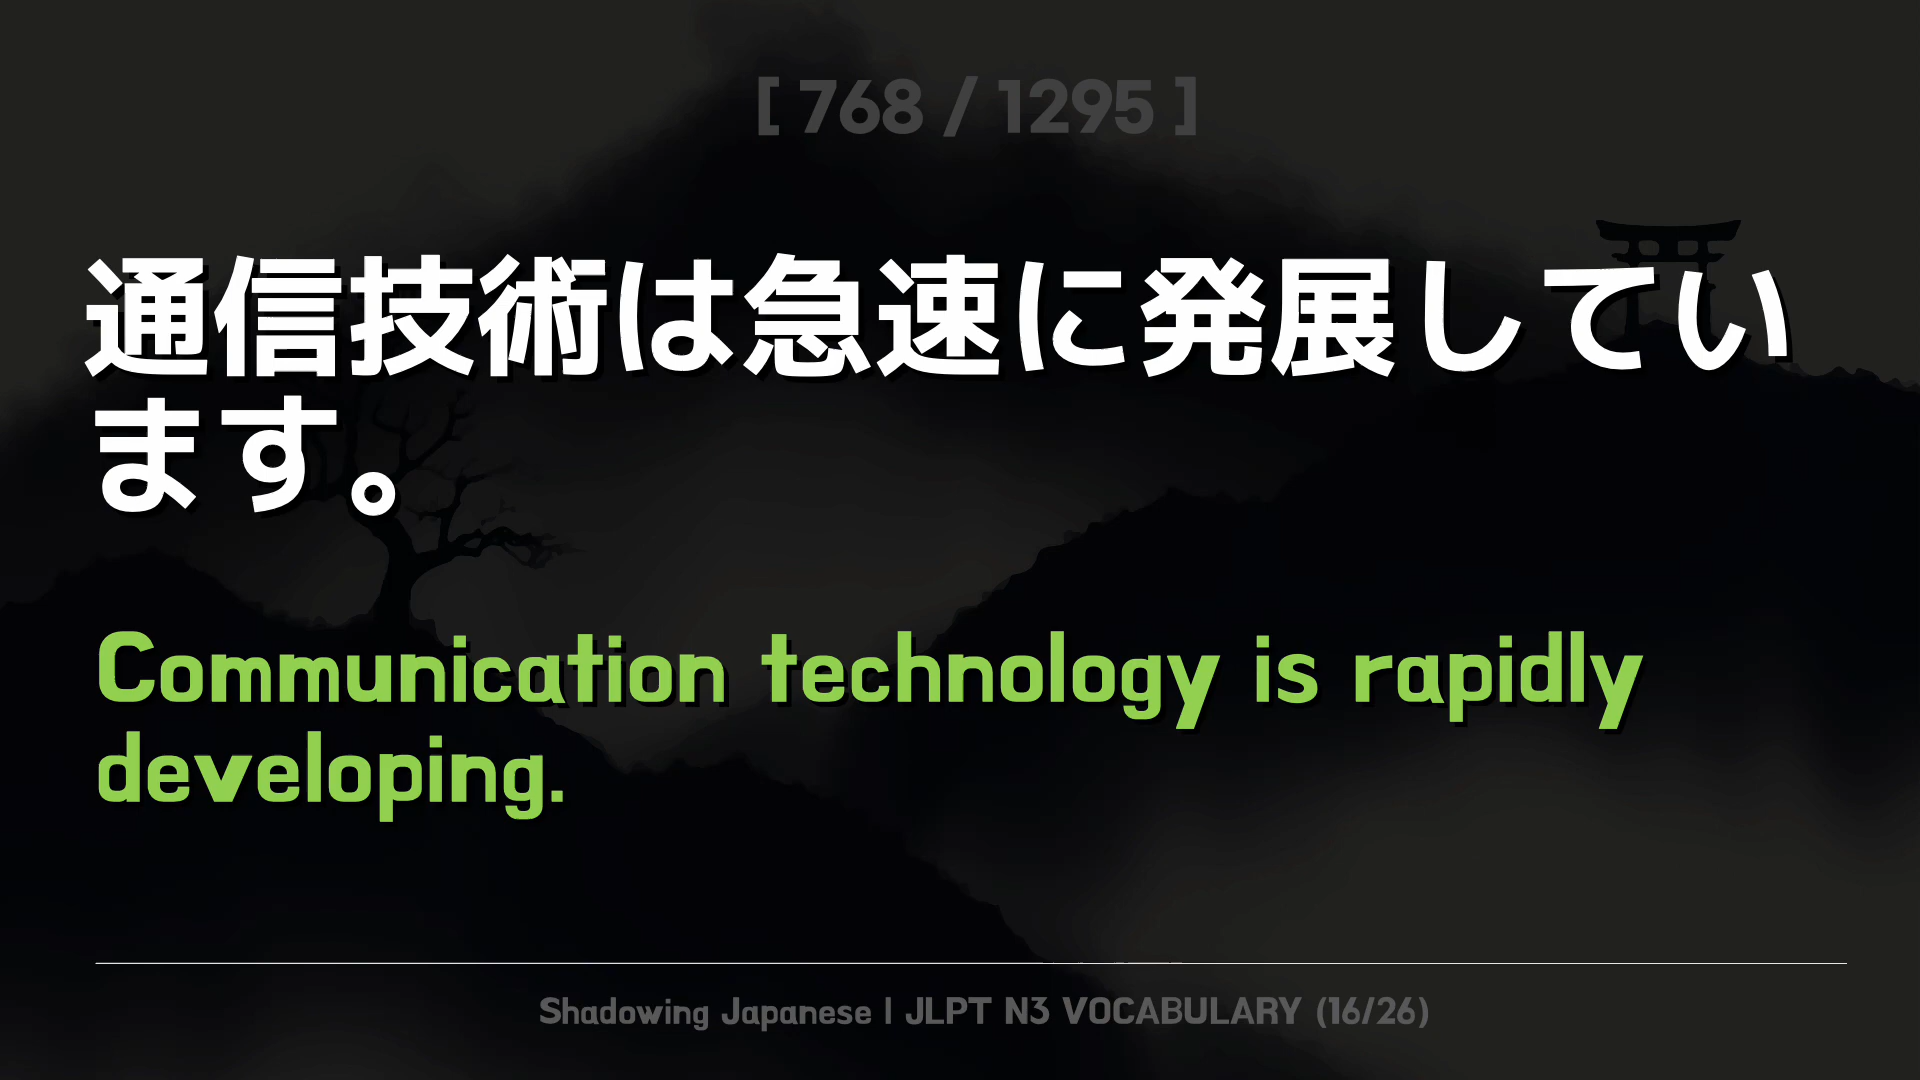 [ 768 / 1295 ]
通信技術は急速に発展してい
ます。
Communication technology is rapidly
developing.
Shadowing Japanese | JLPT N3 VOCABULARY (16/26)